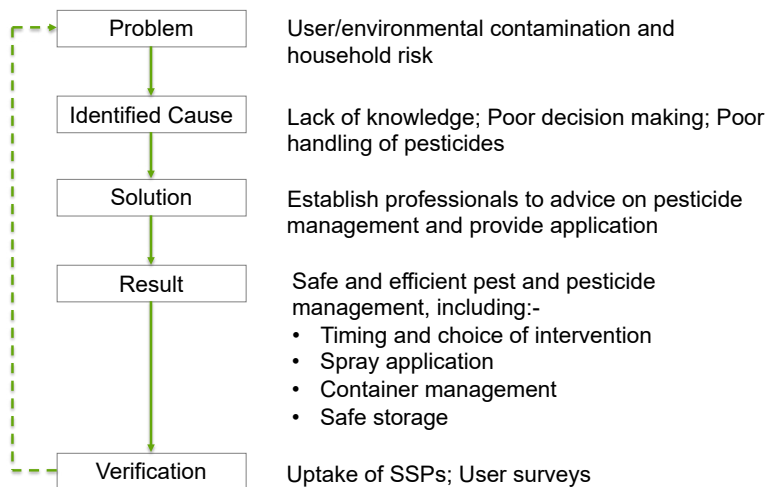 Problem
User/environmental contamination and
household risk
Identified Cause
Lack of knowledge; Poor decision making; Poor
handling of pesticides
Solution
Establish professionals to advice on pesticide
management and provide application
Result
Safe and efficient pest and pesticide
management, including:-
• Timing and choice of intervention
• Spray application
• Container management
• Safe storage
Verification
Uptake of SSPs; User surveys